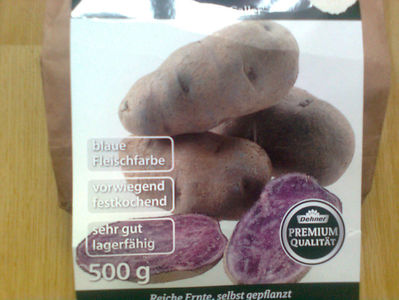 blaue
Fleischfarbe
vorwiegend
festkochend
sehr gut
lagerfähig
Dehner
PREMIUM
QUALITÄT
500 g
Reiche Ernte, selbst gepflanzt